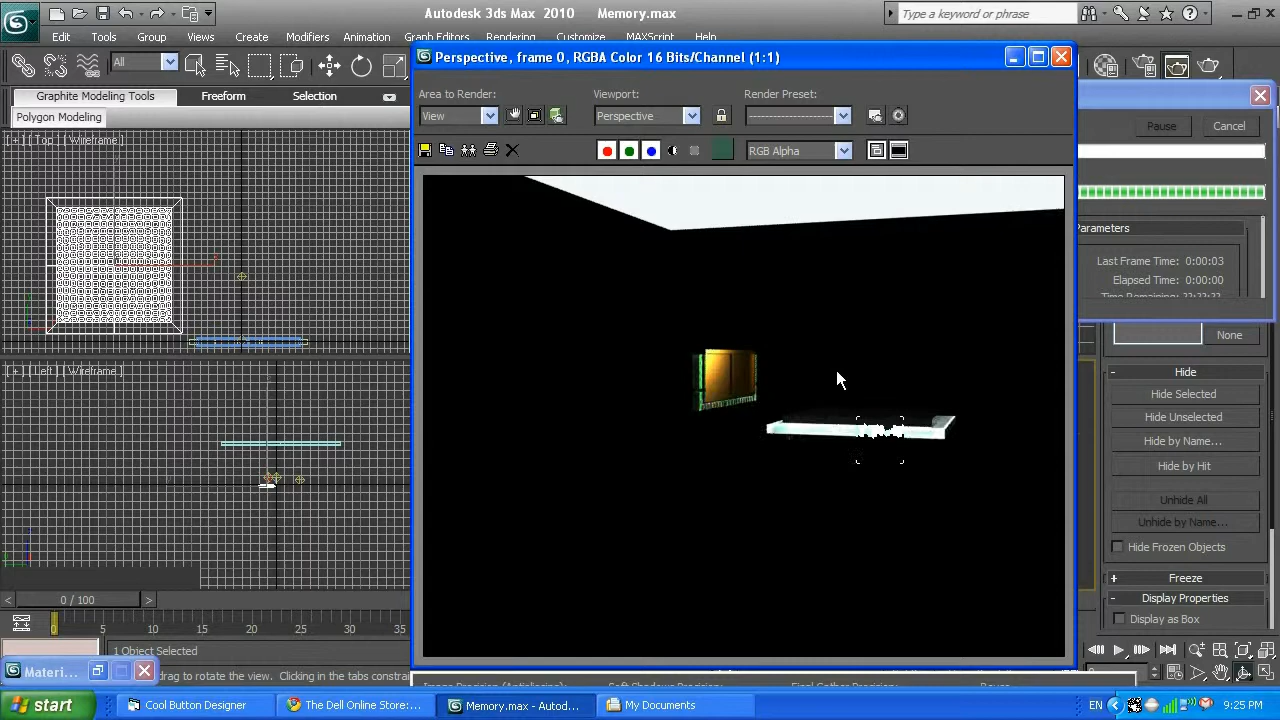 Autodesk 3ds Max 2010 Memory.max
Type a keyword or phrase
Edit Tools Group Views Create Modifiers Animation Graph Editors Rendering Customize MAXScript Help
All
Perspective, frame 0, RGBA Color 16 Bits/Channel (1:1)
Graphite Modeling Tools Freeform Selection
Polygon Modeling
Area to Render: Viewport: Render Preset:
View Perspective
RGB Alpha
Pause Cancel
[ + ] [ Top ] [ Wireframe ]
Parameters
Last Frame Time: 0:00:03
Elapsed Time: 0:00:00
None
[ + ] [ Left ] [ Wireframe ]
- Hide
Hide Selected
Hide Unselected
Hide by Name...
Hide by Hit
Unhide All
Unhide by Name...
Hide Frozen Objects
+ Freeze
- Display Properties
Display as Box
< 0 / 100 >
0 5 10 15 20 25 30 35
1 Object Selected
Materi...
drag to rotate the view. Clicking in the tabs constrai
start
Cool Button Designer
The Dell Online Store:...
Memory.max - Autod...
My Documents
EN
9:25 PM